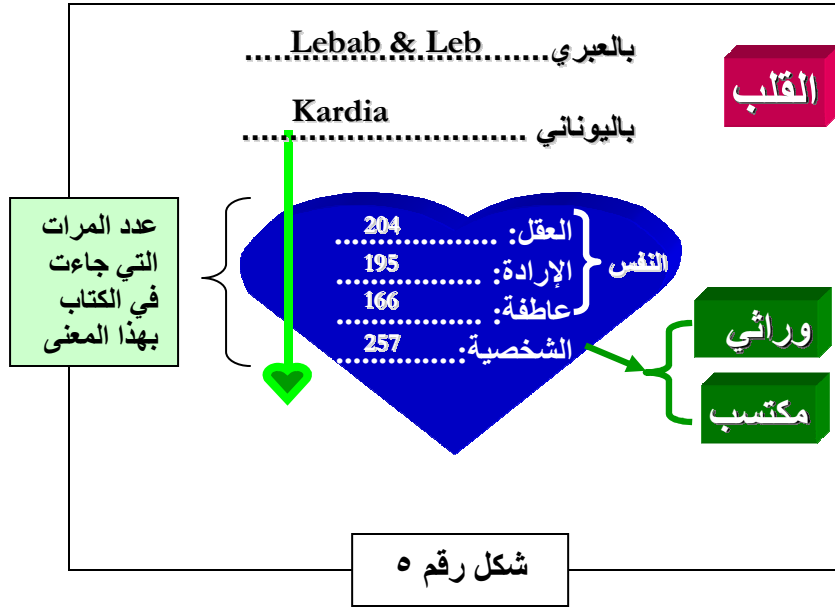 القلب
بالعبري.....Lebab & Leb.....
باليوناني .....Kardia.....
عدد المرات
التي جاءت
في الكتاب
بهذا المعنى
العقل: .....204.....
الإرادة: .....195.....
عاطفة: .....166.....
الشخصية:.....257.....
النفس
وراثي
مكتسب
شكل رقم ٥